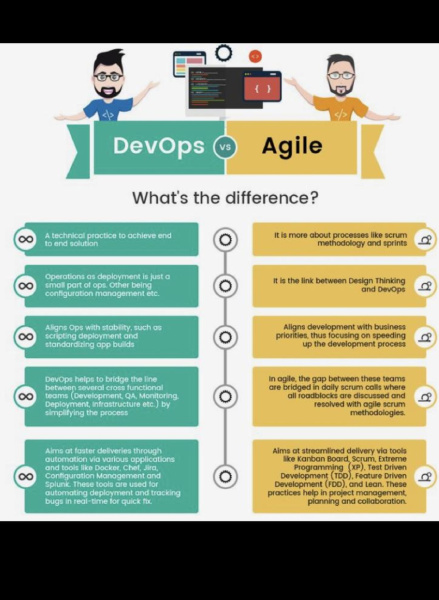 DevOps vs Agile
What's the difference?
A technical practice to achieve end
to end solution
It is more about processes like scrum
methodology and sprints
Operations as deployment is just a
small part of ops. Other being
configuration management etc.
It is the link between Design Thinking
and DevOps
Aligns Ops with stability, such as
scripting deployment and
standardizing app builds
Aligns development with business
priorities, thus focusing on speeding
up the development process
DevOps helps to bridge the line
between several cross functional
teams (Development, QA, Monitoring,
Deployment, Infrastructure etc.) by
simplifying the process
In agile, the gap between these teams
are bridged in daily scrum calls where
all roadblocks are discussed and
resolved with agile scrum
methodologies.
Aims at faster deliveries through
automation via various applications
and tools like Docker, Chef, Jira,
Configuration Management and
Splunk. These tools are used for
automating deployment and tracking
bugs in real-time for quick fix.
Aims at streamlined delivery via tools
like Kanban Board, Scrum, Extreme
Programming (XP), Test Driven
Development (TDD), Feature Driven
Development (FDD), and Lean. These
practices help in project management,
planning and collaboration.